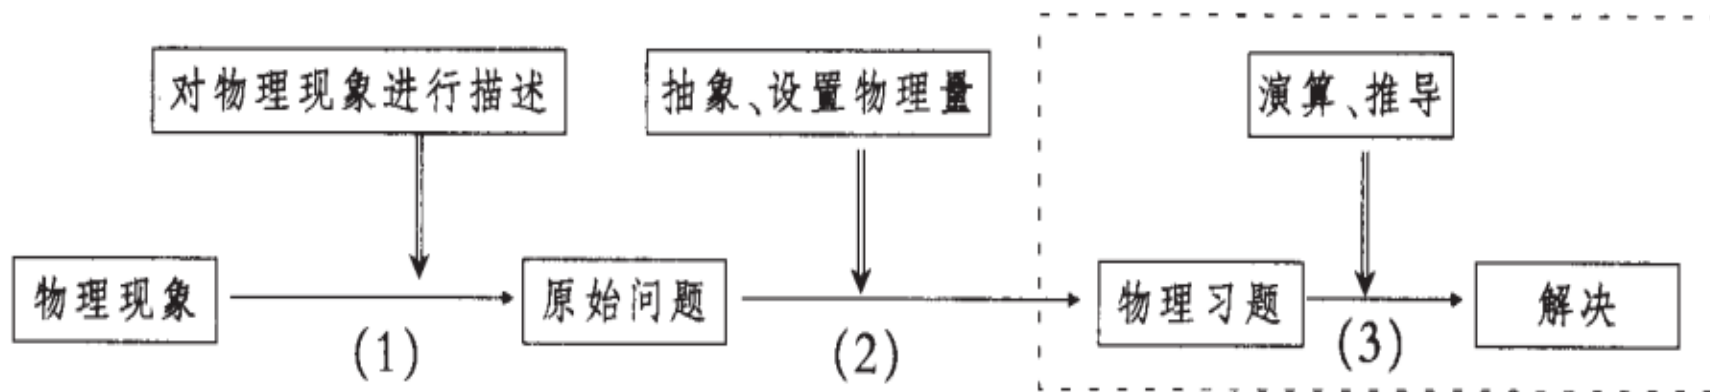 对物理现象进行描述
抽象、设置物理量
演算、推导
物理现象
原始问题
物理习题
解决
(1)
(2)
(3)